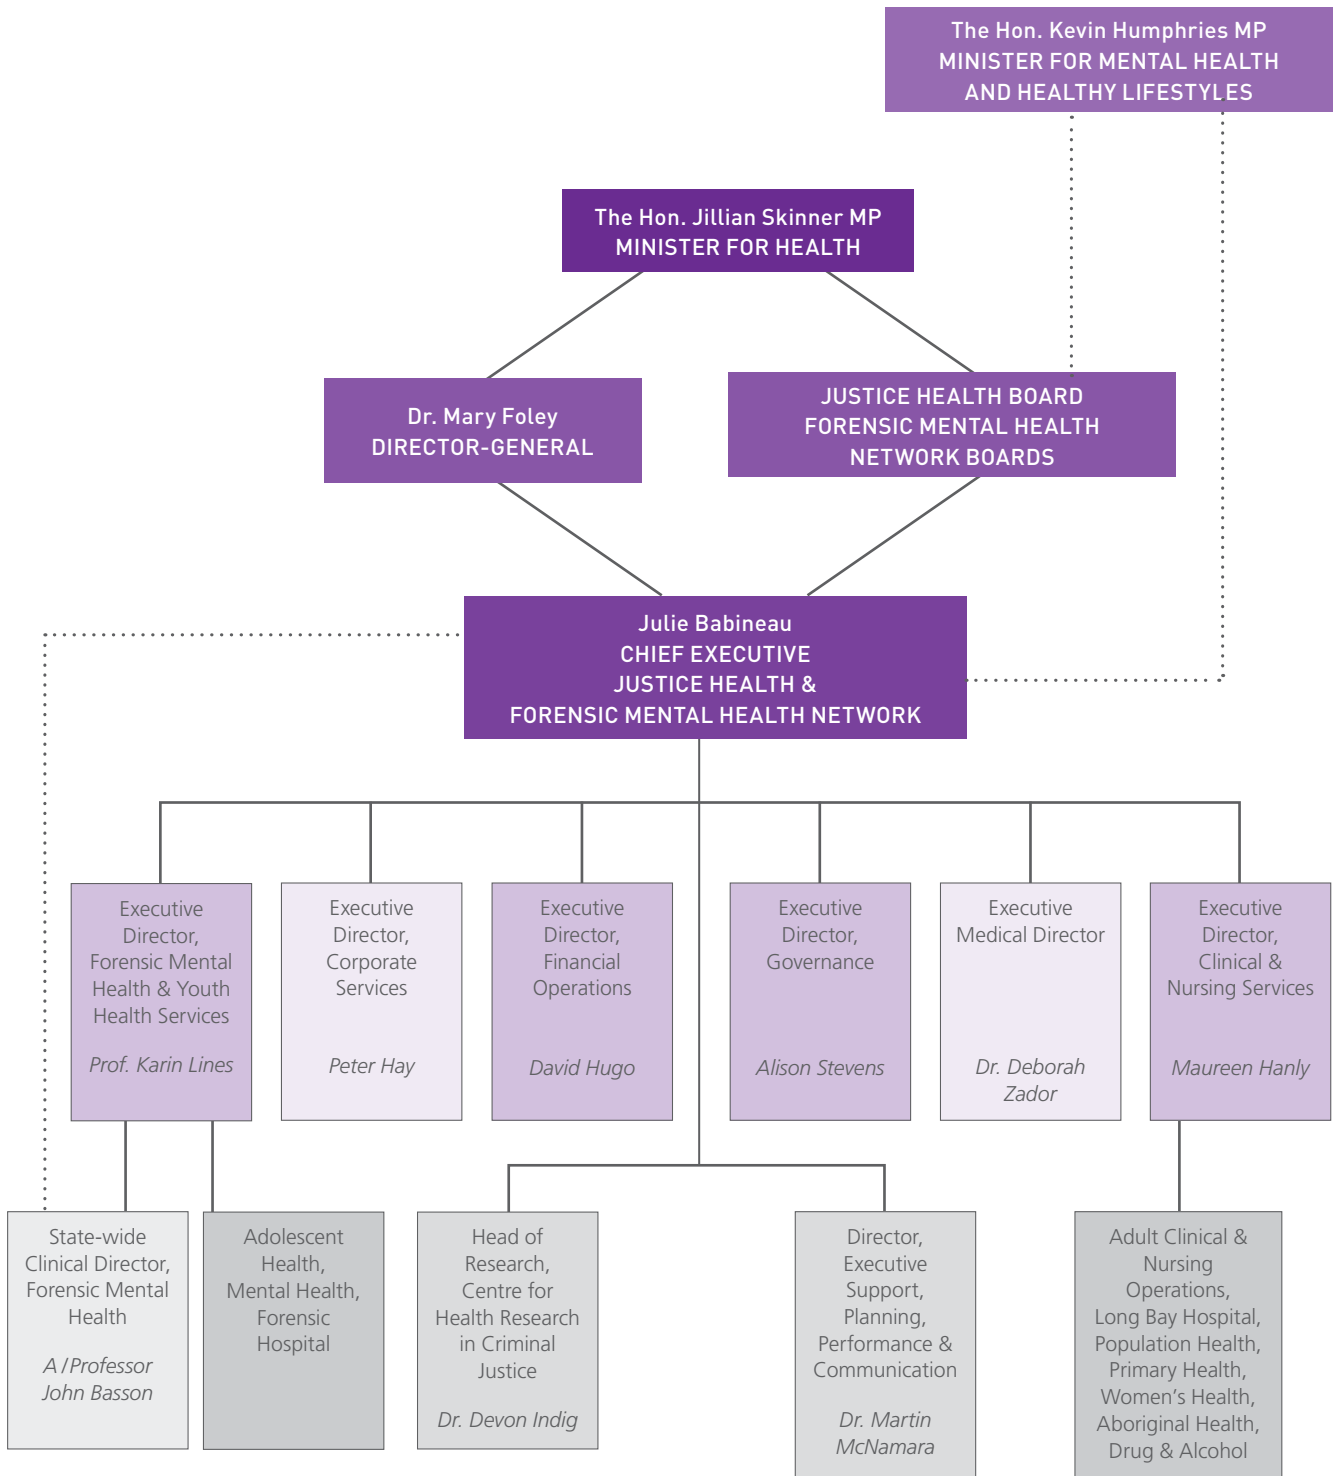 The Hon. Kevin Humphries MP
MINISTER FOR MENTAL HEALTH
AND HEALTHY LIFESTYLES
The Hon. Jillian Skinner MP
MINISTER FOR HEALTH
Dr. Mary Foley
DIRECTOR-GENERAL
JUSTICE HEALTH BOARD
FORENSIC MENTAL HEALTH
NETWORK BOARDS
Julie Babineau
CHIEF EXECUTIVE
JUSTICE HEALTH &
FORENSIC MENTAL HEALTH NETWORK
Executive
Director,
Forensic Mental
Health & Youth
Health Services
Prof. Karin Lines
Executive
Director,
Corporate
Services
Peter Hay
Executive
Director,
Financial
Operations
David Hugo
Executive
Director,
Governance
Alison Stevens
Executive
Medical Director
Dr. Deborah
Zador
Executive
Director,
Clinical &
Nursing Services
Maureen Hanly
State-wide
Clinical Director,
Forensic Mental
Health
A /Professor
John Basson
Adolescent
Health,
Mental Health,
Forensic
Hospital
Head of
Research,
Centre for
Health Research
in Criminal
Justice
Dr. Devon Indig
Director,
Executive
Support,
Planning,
Performance &
Communication
Dr. Martin
McNamara
Adult Clinical &
Nursing
Operations,
Long Bay Hospital,
Population Health,
Primary Health,
Women's Health,
Aboriginal Health,
Drug & Alcohol